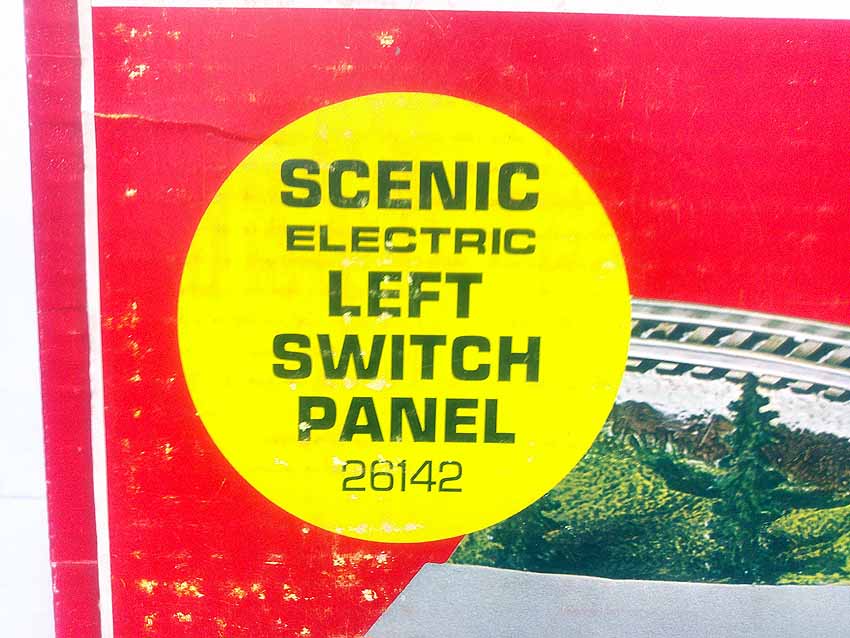 SCENIC
ELECTRIC
LEFT
SWITCH
PANEL
26142